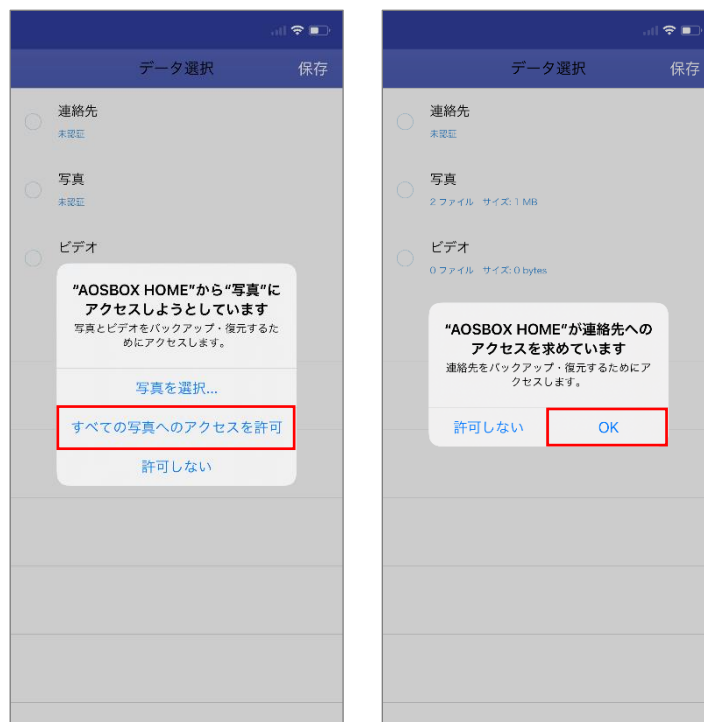 データ選択
保存
連絡先
未認証
写真
未認証
ビデオ
"AOSBOX HOME"から"写真"に
アクセスしようとしています
写真とビデオをバックアップ・復元するた
めにアクセスします。
写真を選択...
すべての写真へのアクセスを許可
許可しない
データ選択
保存
連絡先
未認証
写真
2 ファイル サイズ: 1 MB
ビデオ
0 ファイル サイズ: 0 bytes
"AOSBOX HOME"が連絡先への
アクセスを求めています
連絡先をバックアップ・復元するためにア
クセスします。
許可しない
OK